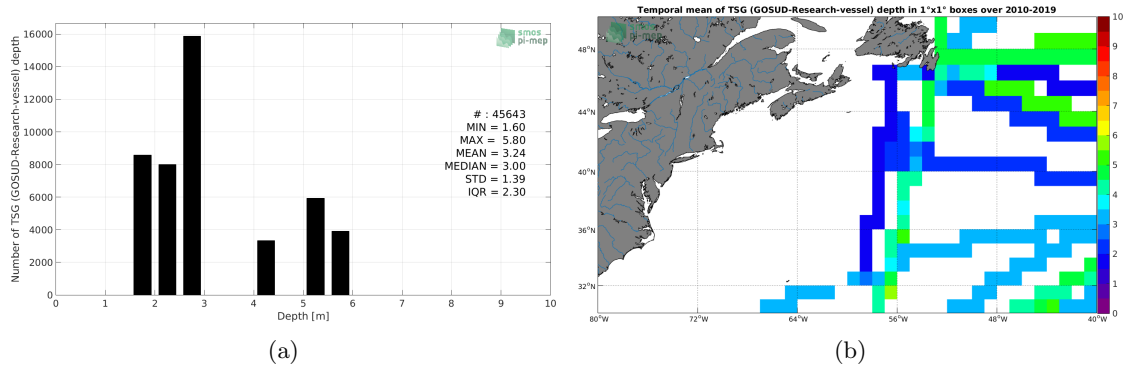 Number of TSG (GOSUD-Research-vessel) depth
16000
14000
12000
10000
8000
6000
4000
2000
0
0 1 2 3 4 5 6 7 8 9 10
Depth [m]
smos
pi-mep
# : 45643
MIN = 1.60
MAX = 5.80
MEAN = 3.24
MEDIAN = 3.00
STD = 1.39
IQR = 2.30
(a)
Temporal mean of TSG (GOSUD-Research-vessel) depth in 1°x1° boxes over 2010-2019
smos
pi-mep
48°N
44°N
40°N
36°N
32°N
80°W 72°W 64°W 56°W 48°W 40°W
10
9
8
7
6
5
4
3
2
1
0
(b)